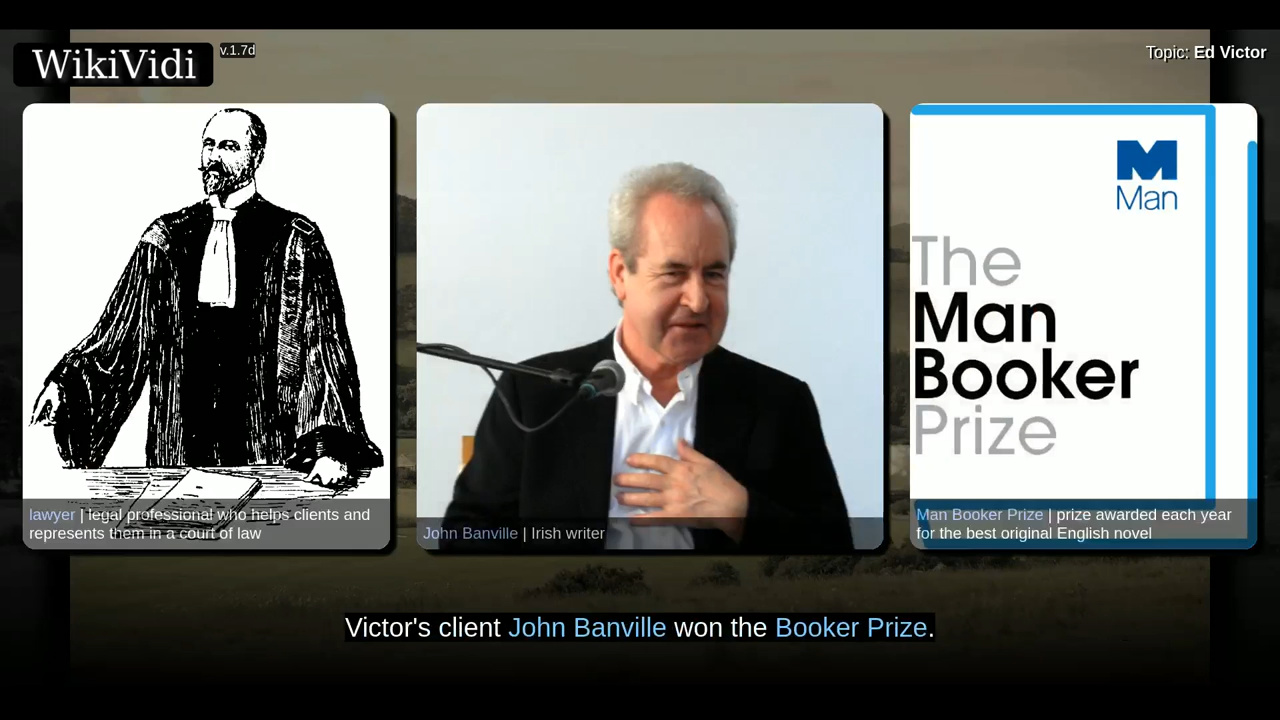 WikiVidi
v.1.7d
Topic: Ed Victor
M
Man
The
Man
Booker
Prize
lawyer | legal professional who helps clients and
represents them in a court of law
John Banville | Irish writer
Man Booker Prize | prize awarded each year
for the best original English novel
Victor's client John Banville won the Booker Prize.